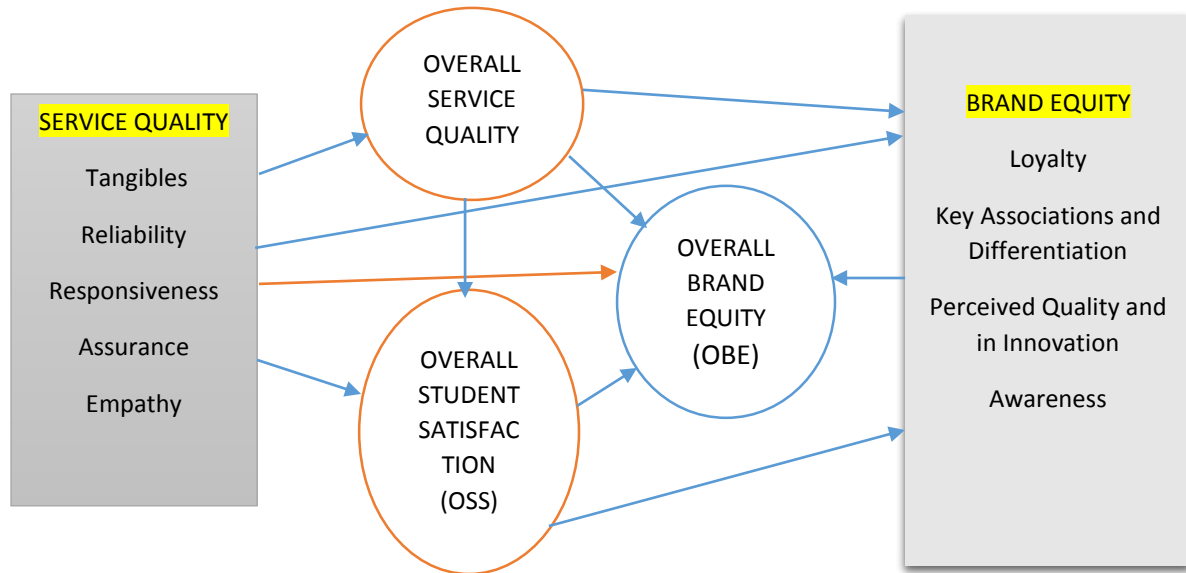 SERVICE QUALITY
Tangibles
Reliability
Responsiveness
Assurance
Empathy
OVERALL
SERVICE
QUALITY
OVERALL
STUDENT
SATISFAC
TION
(OSS)
OVERALL
BRAND
EQUITY
(OBE)
BRAND EQUITY
Loyalty
Key Associations and
Differentiation
Perceived Quality and
in Innovation
Awareness